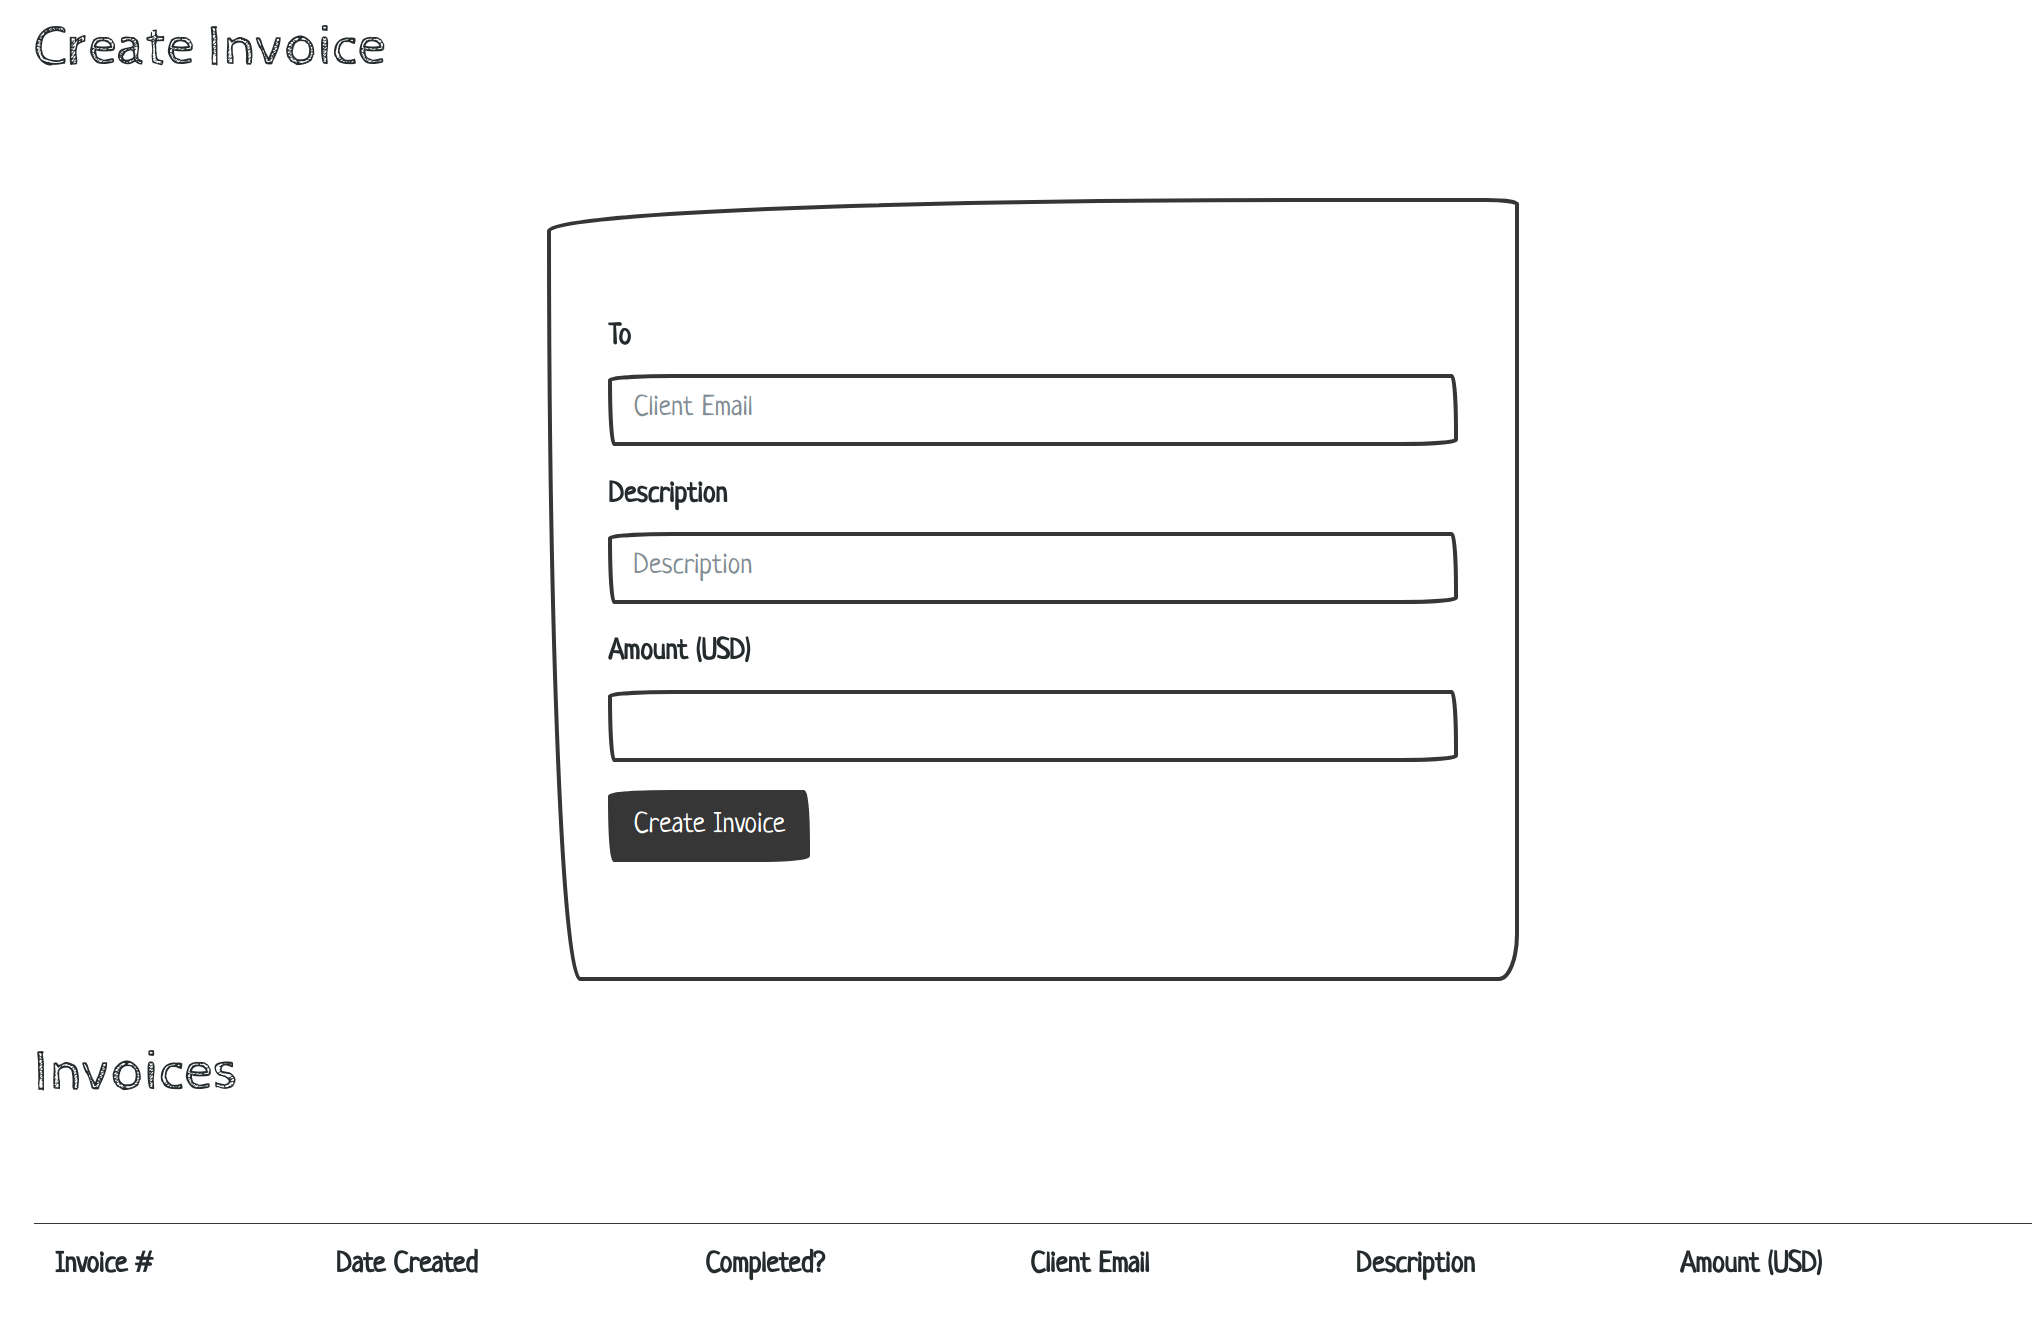 Create Invoice
To
Client Email
Description
Description
Amount (USD)
Create Invoice
Invoices
Invoice # Date Created Completed? Client Email Description Amount (USD)